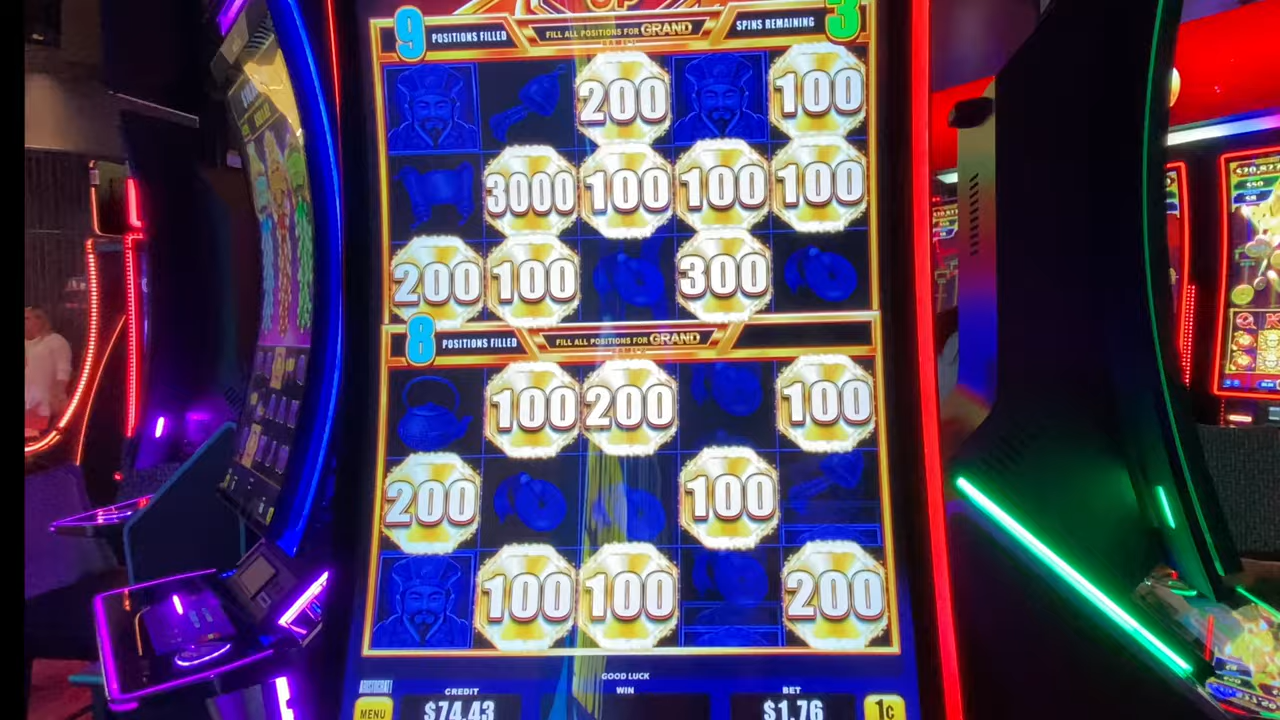 UP
9 POSITIONS FILLED FILL ALL POSITIONS FOR GRAND SPINS REMAINING 3
200 100
3000 100 100 100
200 100 300
8 POSITIONS FILLED FILL ALL POSITIONS FOR GRAND
100 200 100
200 100
100 100 200
GOOD LUCK
ARISTOCRAT CREDIT WIN BET
MENU $74.43 $1.76 1¢